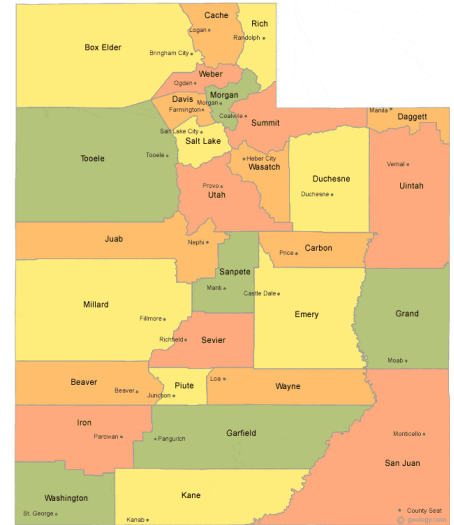 Cache
Rich
Logan
Randolph
Box Elder
Bringham City
Weber
Ogden
Morgan
Davis
Morgan
Farmington
Coalville
Manila
Daggett
Summit
Salt Lake City
Salt Lake
Tooele
Tooele
Heber City
Wasatch
Vernal
Duchesne
Duchesne
Uintah
Provo
Utah
Juab
Nephi
Carbon
Price
Sanpete
Manti
Castle Dale
Millard
Fillmore
Emery
Grand
Richfield
Sevier
Moab
Beaver
Beaver
Piute
Junction
Loa
Wayne
Iron
Parowan
Panguitch
Garfield
Monticello
San Juan
Washington
St. George
Kane
Kanab
County Seat
© geology.com